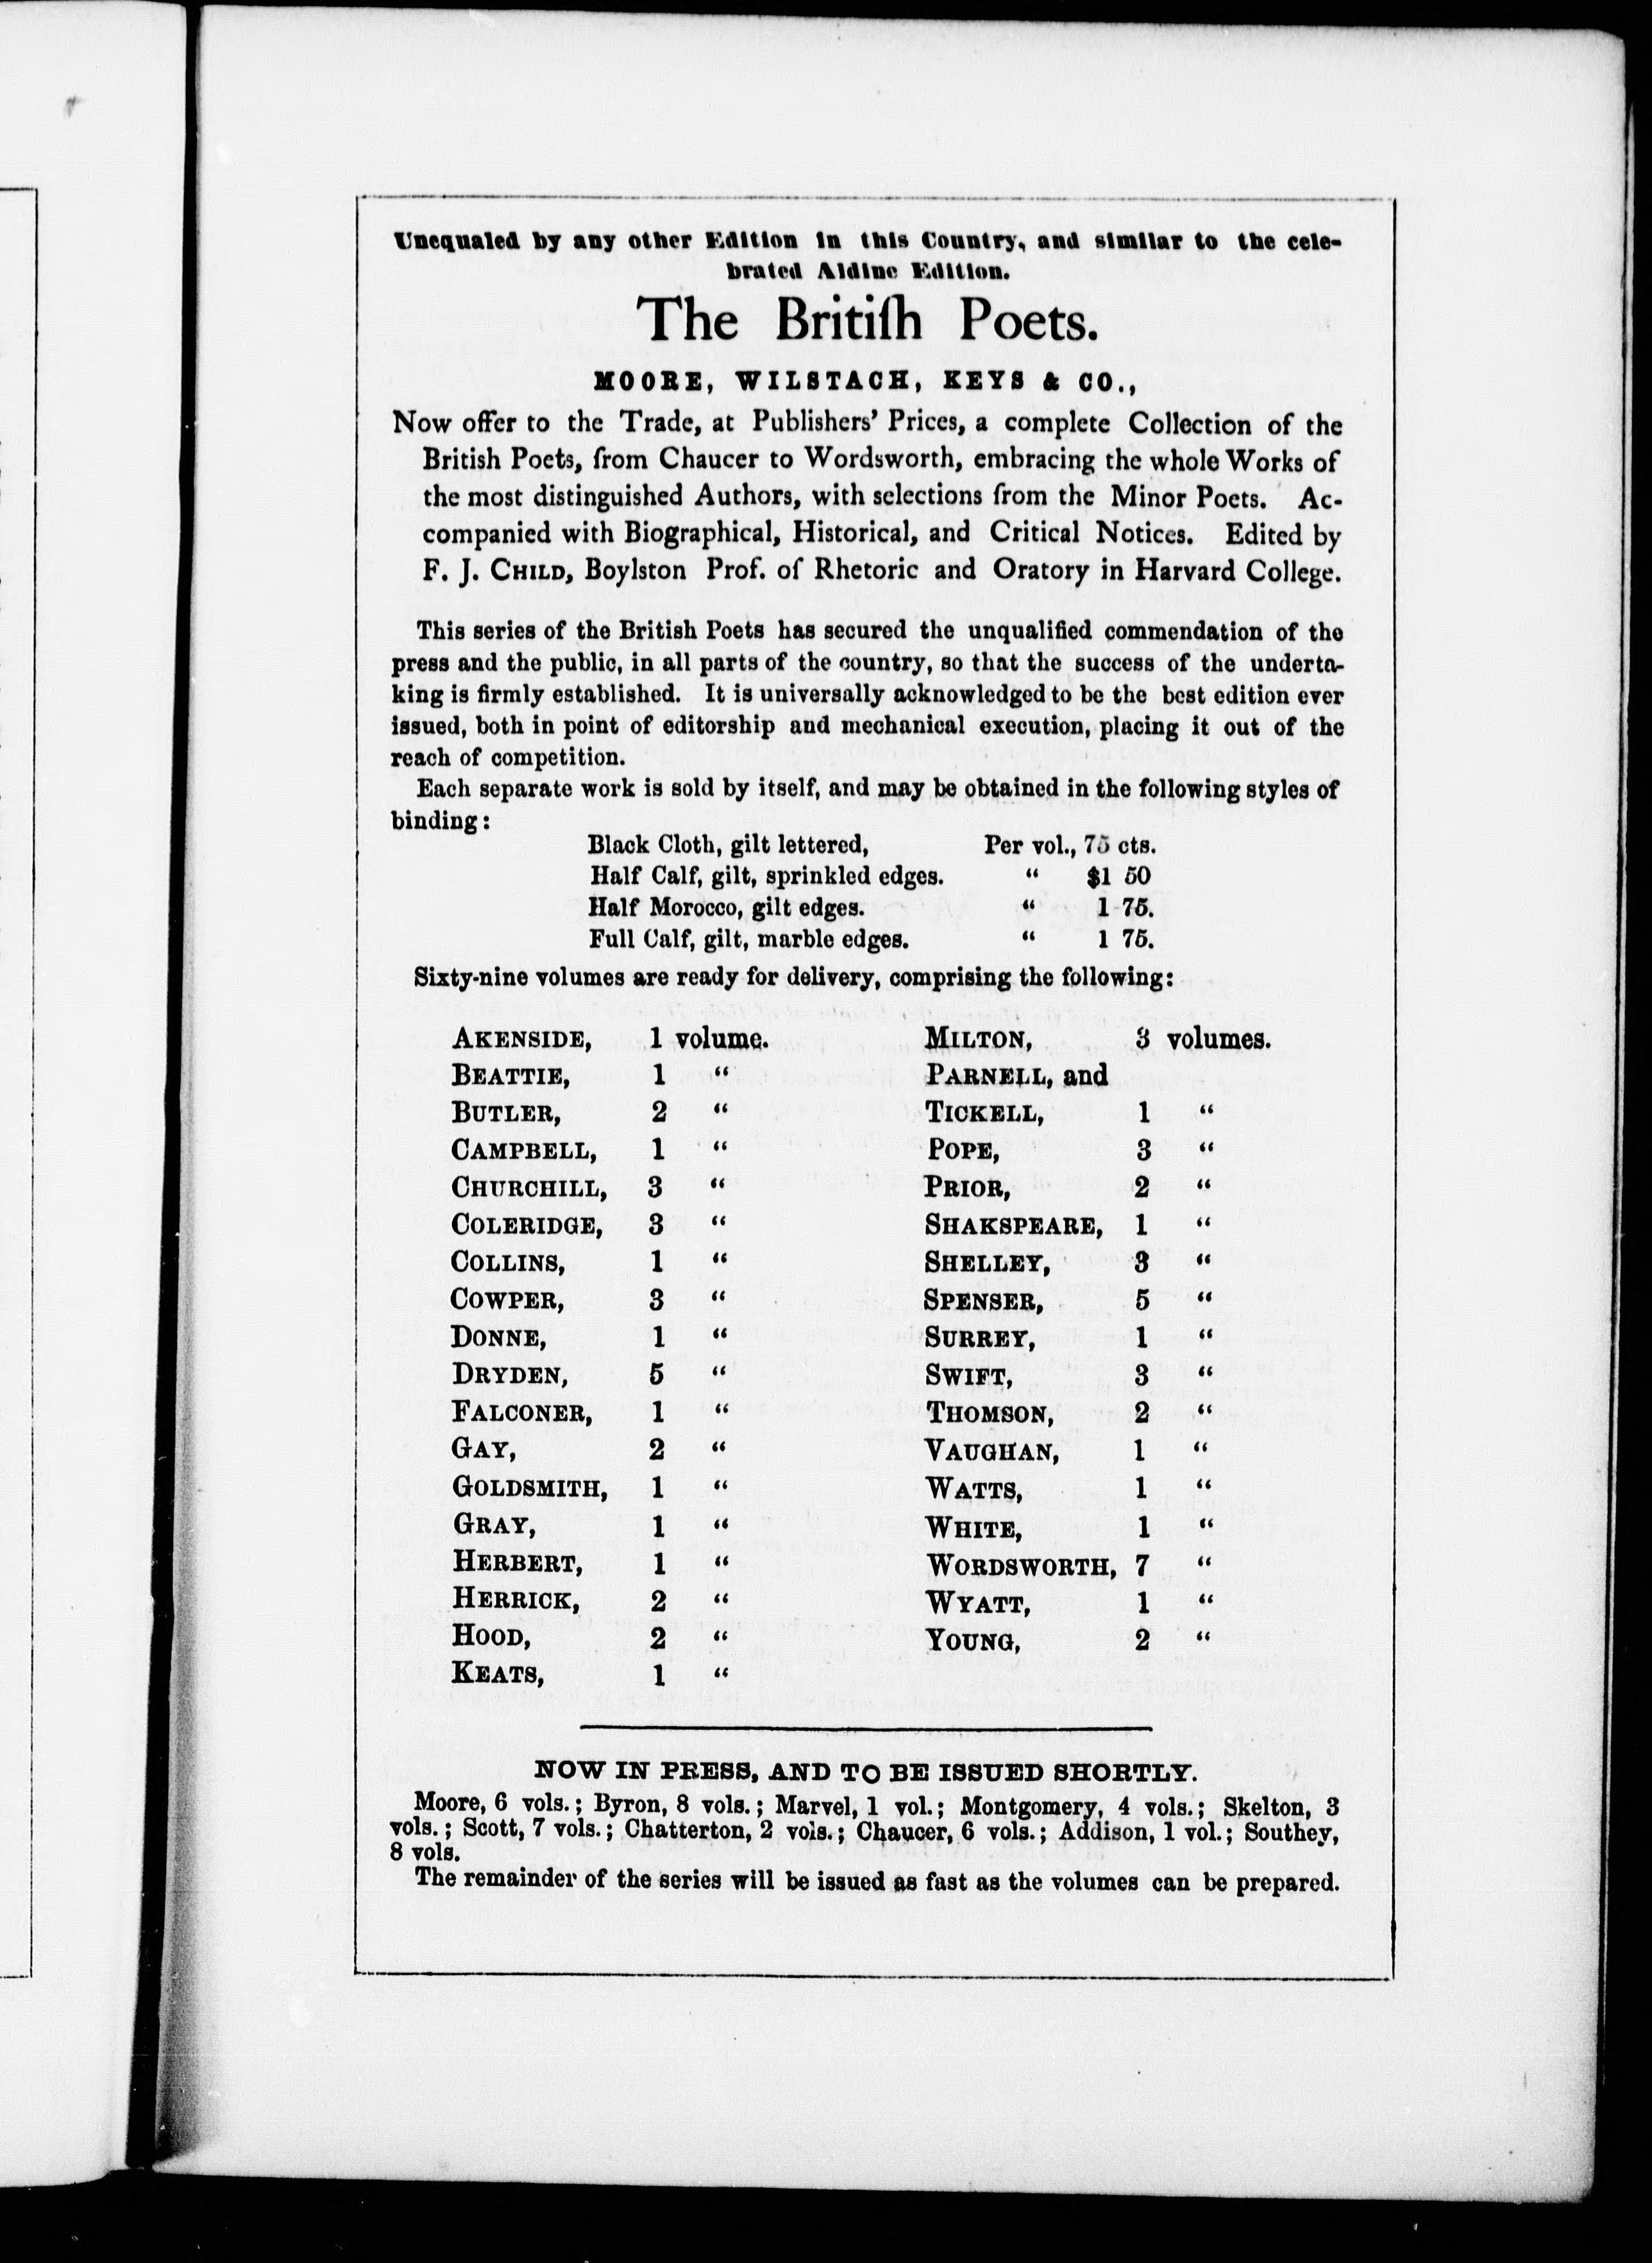 Unequaled by any other Edition in this Country, and similar to the cele-
brated Aldine Edition.
The Britiſh Poets.
MOORE, WILSTACH, KEYS & CO.,
Now offer to the Trade, at Publishers' Prices, a complete Collection of the
British Poets, from Chaucer to Wordsworth, embracing the whole Works of
the most distinguished Authors, with selections from the Minor Poets. Ac-
companied with Biographical, Historical, and Critical Notices. Edited by
F. J. CHILD, Boylston Prof. of Rhetoric and Oratory in Harvard College.
This series of the British Poets has secured the unqualified commendation of the
press and the public, in all parts of the country, so that the success of the underta-
king is firmly established. It is universally acknowledged to be the best edition ever
issued, both in point of editorship and mechanical execution, placing it out of the
reach of competition.
Each separate work is sold by itself, and may be obtained in the following styles of
binding:
Black Cloth, gilt lettered, Per vol., 75 cts.
Half Calf, gilt, sprinkled edges. “ $1 50
Half Morocco, gilt edges. “ 1 75.
Full Calf, gilt, marble edges. “ 1 75.
Sixty-nine volumes are ready for delivery, comprising the following:
AKENSIDE, 1 volume.
BEATTIE, 1 “
BUTLER, 2 “
CAMPBELL, 1 “
CHURCHILL, 3 “
COLERIDGE, 3 “
COLLINS, 1 “
COWPER, 3 “
DONNE, 1 “
DRYDEN, 5 “
FALCONER, 1 “
GAY, 2 “
GOLDSMITH, 1 “
GRAY, 1 “
HERBERT, 1 “
HERRICK, 2 “
HOOD, 2 “
KEATS, 1 “
MILTON, 3 volumes.
PARNELL, and
TICKELL, 1 “
POPE, 3 “
PRIOR, 2 “
SHAKSPEARE, 1 “
SHELLEY, 3 “
SPENSER, 5 “
SURREY, 1 “
SWIFT, 3 “
THOMSON, 2 “
VAUGHAN, 1 “
WATTS, 1 “
WHITE, 1 “
WORDSWORTH, 7 “
WYATT, 1 “
YOUNG, 2 “
NOW IN PRESS, AND TO BE ISSUED SHORTLY.
Moore, 6 vols.; Byron, 8 vols.; Marvel, 1 vol.; Montgomery, 4 vols.; Skelton, 3
vols.; Scott, 7 vols.; Chatterton, 2 vols.; Chaucer, 6 vols.; Addison, 1 vol.; Southey,
8 vols.
The remainder of the series will be issued as fast as the volumes can be prepared.